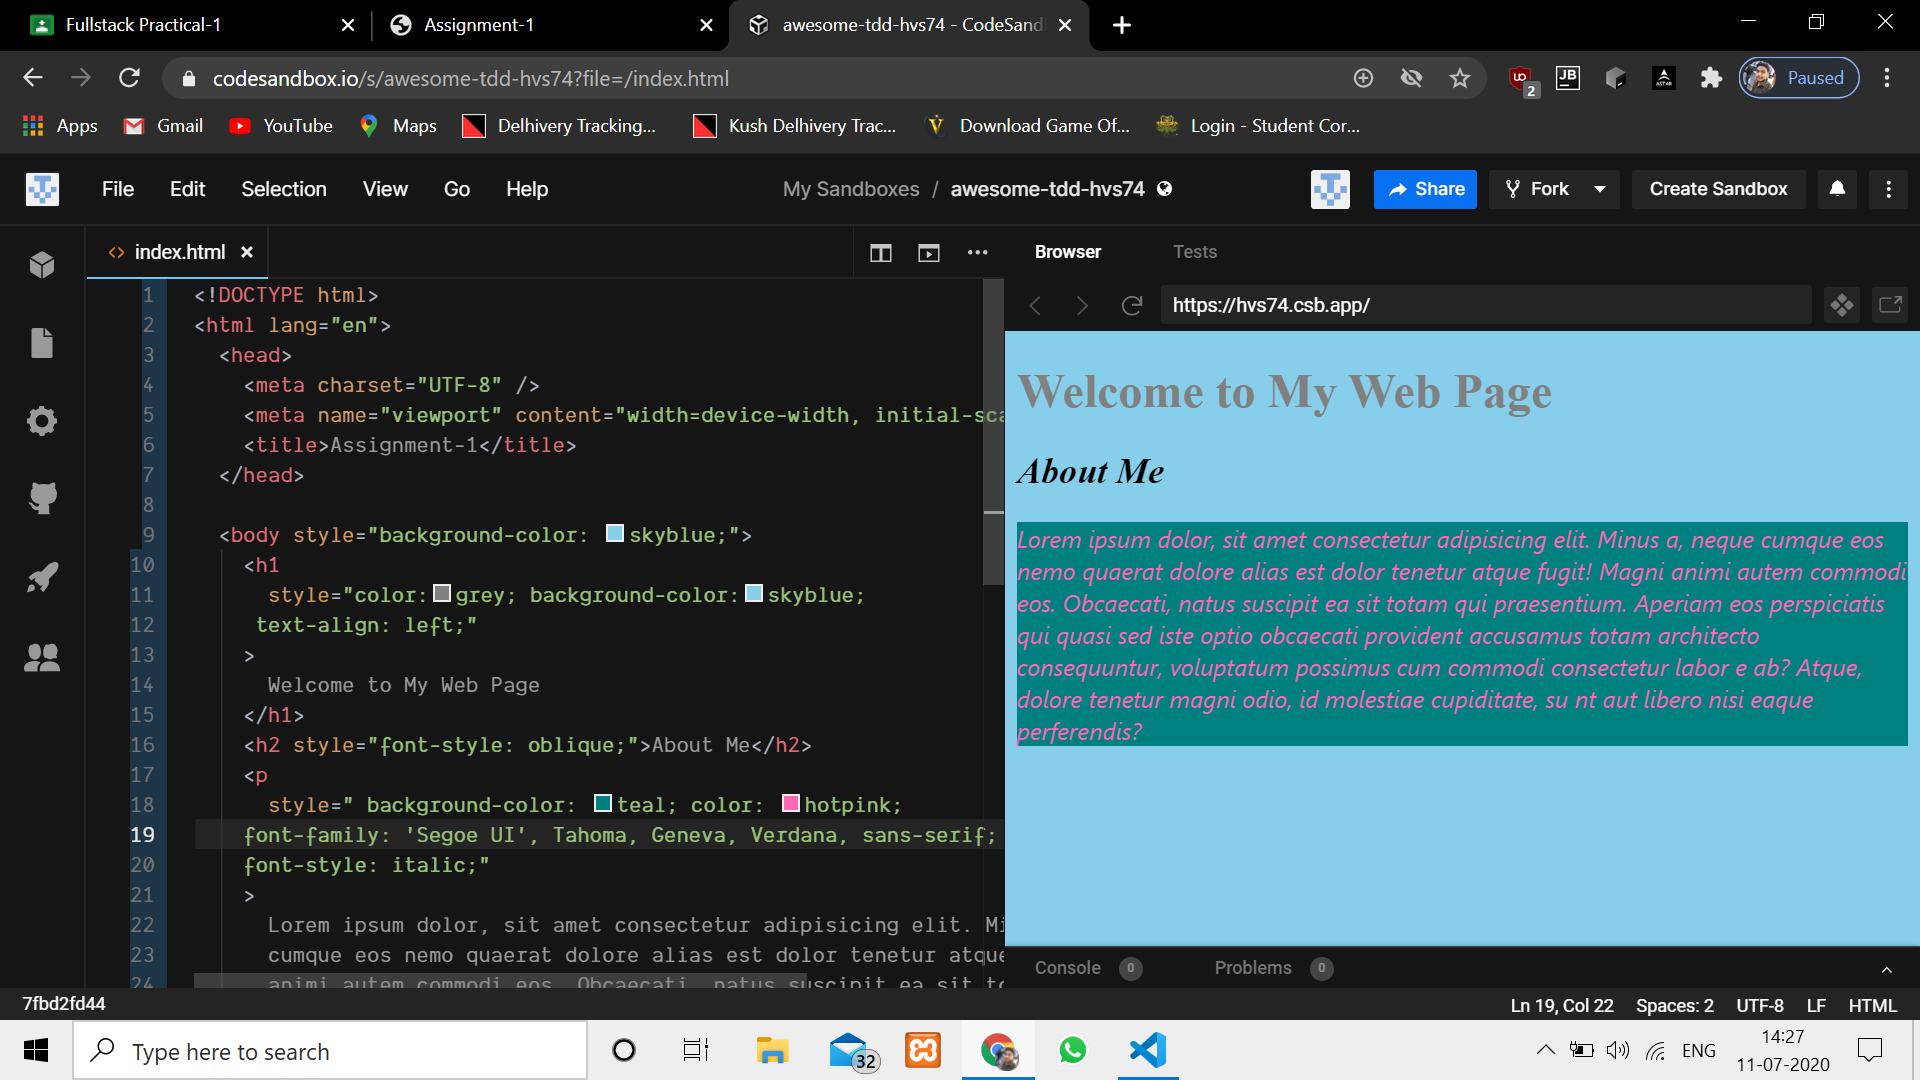 Fullstack Practical-1
Assignment-1
awesome-tdd-hvs74 - CodeSand
codesandbox.io/s/awesome-tdd-hvs74?file=/index.html
2
JB
ASTAR
Paused
Apps
Gmail
YouTube
Maps
Delhivery Tracking...
Kush Delhivery Trac...
Download Game Of...
Login - Student Cor...
File Edit Selection View Go Help
My Sandboxes / awesome-tdd-hvs74
Share
Fork
Create Sandbox
<> index.html
1 <!DOCTYPE html>
2 <html lang="en">
3 <head>
4 <meta charset="UTF-8" />
5 <meta name="viewport" content="width=device-width, initial-sca
6 <title>Assignment-1</title>
7 </head>
8
9 <body style="background-color: skyblue;">
10 <h1
11 style="color: grey; background-color: skyblue;
12 text-align: left;"
13 >
14 Welcome to My Web Page
15 </h1>
16 <h2 style="font-style: oblique;">About Me</h2>
17 <p
18 style=" background-color: teal; color: hotpink;
19 font-family: 'Segoe UI', Tahoma, Geneva, Verdana, sans-serif;
20 font-style: italic;"
21 >
22 Lorem ipsum dolor, sit amet consectetur adipisicing elit. Mi
23 cumque eos nemo quaerat dolore alias est dolor tenetur atque
24 animi autem commodi eos. Obcaecati, natus suscipit ea sit to
Browser
Tests
https://hvs74.csb.app/
Welcome to My Web Page
About Me
Lorem ipsum dolor, sit amet consectetur adipisicing elit. Minus a, neque cumque eos
nemo quaerat dolore alias est dolor tenetur atque fugit! Magni animi autem commodi
eos. Obcaecati, natus suscipit ea sit totam qui praesentium. Aperiam eos perspiciatis
qui quasi sed iste optio obcaecati provident accusamus totam architecto
consequuntur, voluptatum possimus cum commodi consectetur labor e ab? Atque,
dolore tenetur magni odio, id molestiae cupiditate, su nt aut libero nisi eaque
perferendis?
Console 0
Problems 0
7fbd2fd44
Ln 19, Col 22 Spaces: 2 UTF-8 LF HTML
Type here to search
32
ENG
14:27
11-07-2020